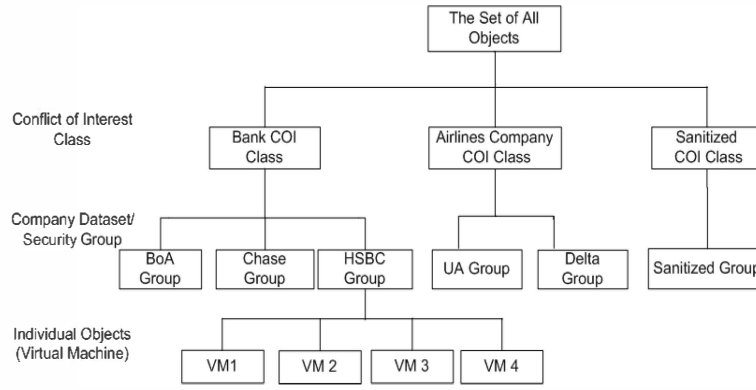 The Set of All
Objects
Conflict of Interest
Class
Bank COI
Class
Airlines Company
COI Class
Sanitized
COI Class
Company Dataset/
Security Group
BoA
Group
Chase
Group
HSBC
Group
UA Group
Delta
Group
Sanitized Group
Individual Objects
(Virtual Machine)
VM1
VM 2
VM 3
VM 4